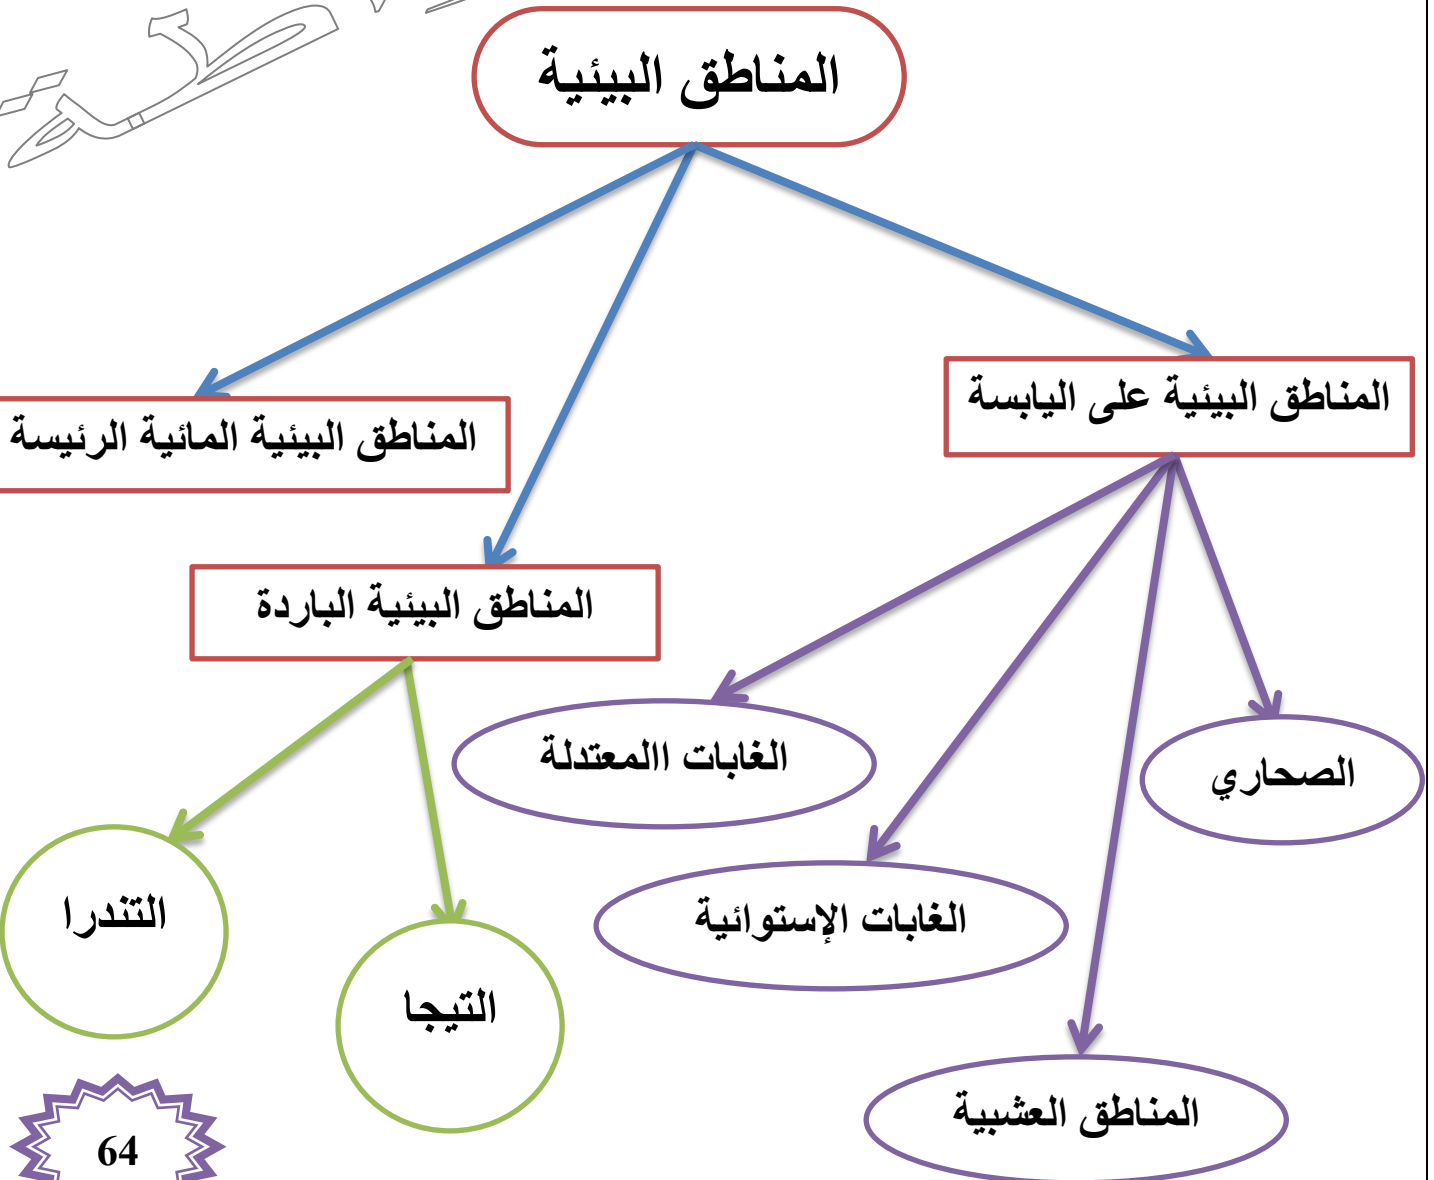 المناطق البيئية
المناطق البيئية على اليابسة
المناطق البيئية المائية الرئيسة
المناطق البيئية الباردة
الغابات االمعتدلة
الصحاري
التندرا
الغابات الإستوائية
التيجا
المناطق العشبية
64